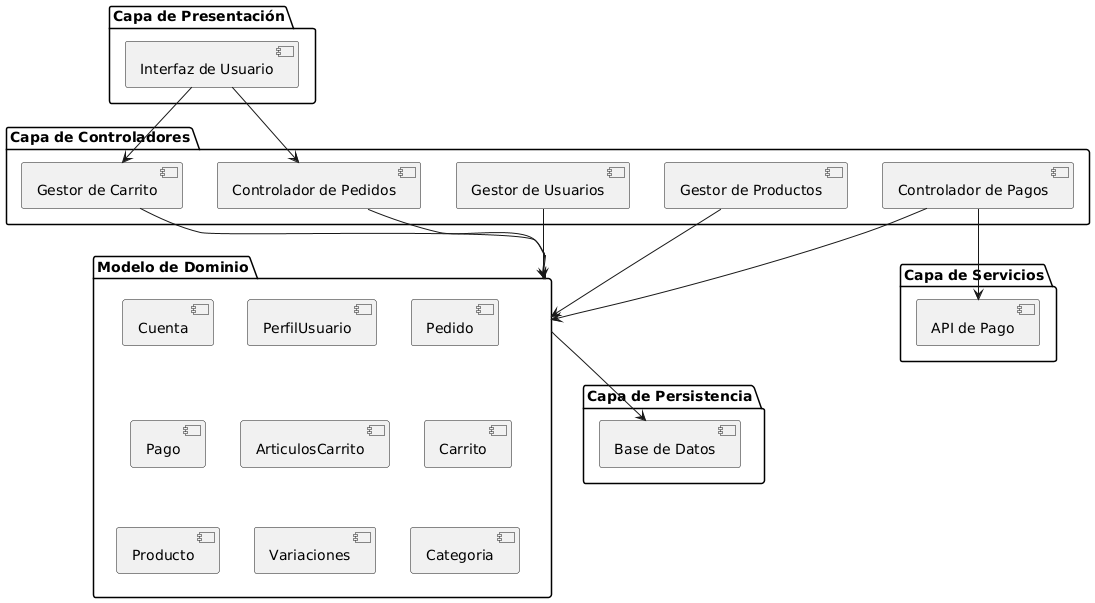 Capa de Presentación
Interfaz de Usuario
Capa de Controladores
Gestor de Carrito
Controlador de Pedidos
Gestor de Usuarios
Gestor de Productos
Controlador de Pagos
Modelo de Dominio
Cuenta
PerfilUsuario
Pedido
Pago
ArticulosCarrito
Carrito
Producto
Variaciones
Categoria
Capa de Servicios
API de Pago
Capa de Persistencia
Base de Datos